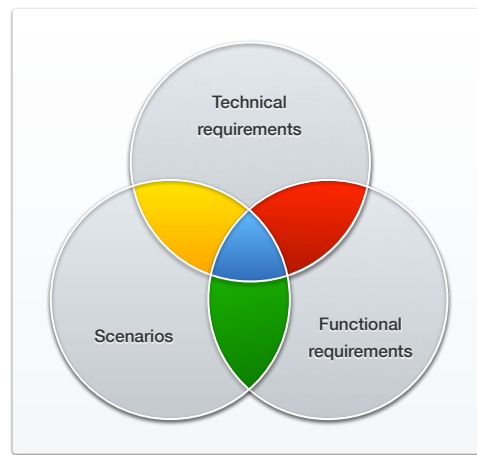 Technical
requirements
Scenarios
Functional
requirements